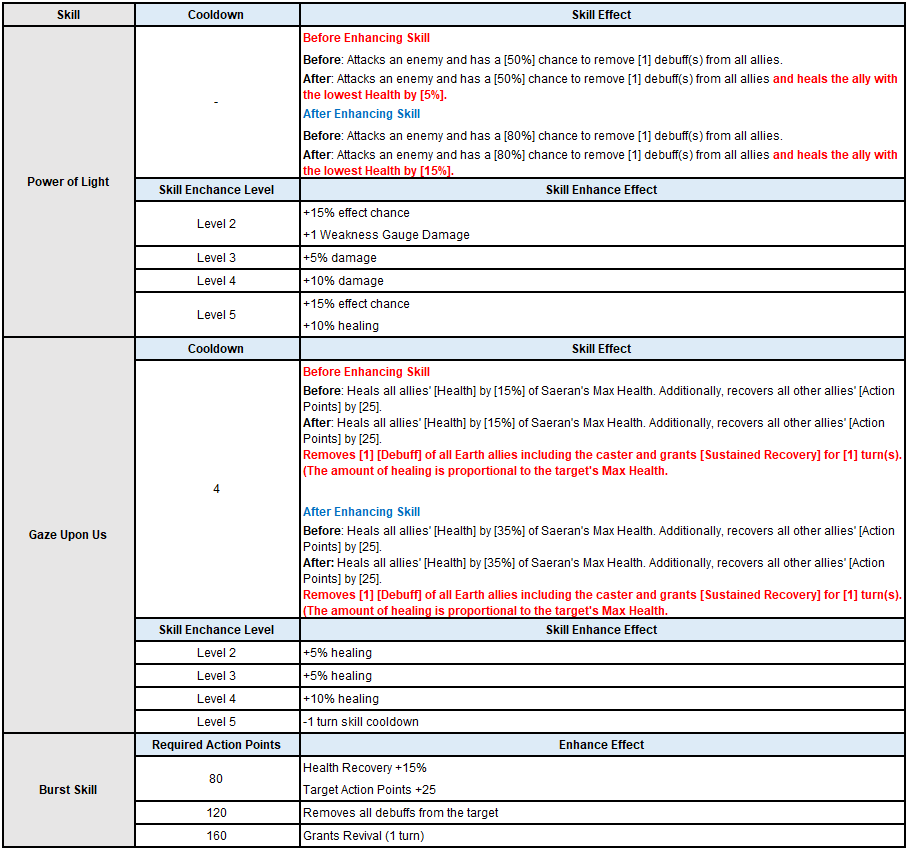 Skill Cooldown Skill Effect
Power of Light
-
Before Enhancing Skill
Before: Attacks an enemy and has a [50%] chance to remove [1] debuff(s) from all allies.
After: Attacks an enemy and has a [50%] chance to remove [1] debuff(s) from all allies and heals the ally with
the lowest Health by [5%].
After Enhancing Skill
Before: Attacks an enemy and has a [80%] chance to remove [1] debuff(s) from all allies.
After: Attacks an enemy and has a [80%] chance to remove [1] debuff(s) from all allies and heals the ally with
the lowest Health by [15%].
Skill Enchance Level Skill Enhance Effect
Level 2
+15% effect chance
+1 Weakness Gauge Damage
Level 3 +5% damage
Level 4 +10% damage
Level 5
+15% effect chance
+10% healing
Gaze Upon Us
Cooldown Skill Effect
4
Before Enhancing Skill
Before: Heals all allies' [Health] by [15%] of Saeran's Max Health. Additionally, recovers all other allies' [Action
Points] by [25].
After: Heals all allies' [Health] by [15%] of Saeran's Max Health. Additionally, recovers all other allies' [Action
Points] by [25].
Removes [1] [Debuff] of all Earth allies including the caster and grants [Sustained Recovery] for [1] turn(s).
(The amount of healing is proportional to the target's Max Health.
After Enhancing Skill
Before: Heals all allies' [Health] by [35%] of Saeran's Max Health. Additionally, recovers all other allies' [Action
Points] by [25].
After: Heals all allies' [Health] by [35%] of Saeran's Max Health. Additionally, recovers all other allies' [Action
Points] by [25].
Removes [1] [Debuff] of all Earth allies including the caster and grants [Sustained Recovery] for [1] turn(s).
(The amount of healing is proportional to the target's Max Health.
Skill Enchance Level Skill Enhance Effect
Level 2 +5% healing
Level 3 +5% healing
Level 4 +10% healing
Level 5 -1 turn skill cooldown
Burst Skill
Required Action Points Enhance Effect
80
Health Recovery +15%
Target Action Points +25
120 Removes all debuffs from the target
160 Grants Revival (1 turn)